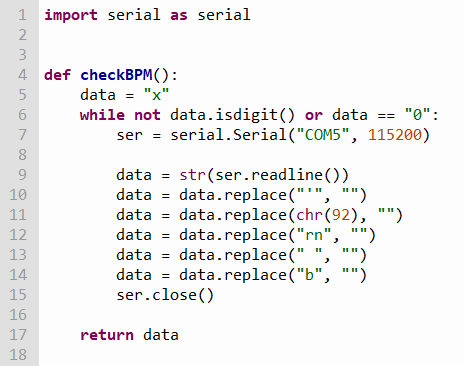 1 import serial as serial
2
3
4 def checkBPM():
5     data = "x"
6     while not data.isdigit() or data == "0":
7         ser = serial.Serial("COM5", 115200)
8
9         data = str(ser.readline())
10         data = data.replace("'", "")
11         data = data.replace(chr(92), "")
12         data = data.replace("rn", "")
13         data = data.replace(" ", "")
14         data = data.replace("b", "")
15         ser.close()
16
17     return data
18